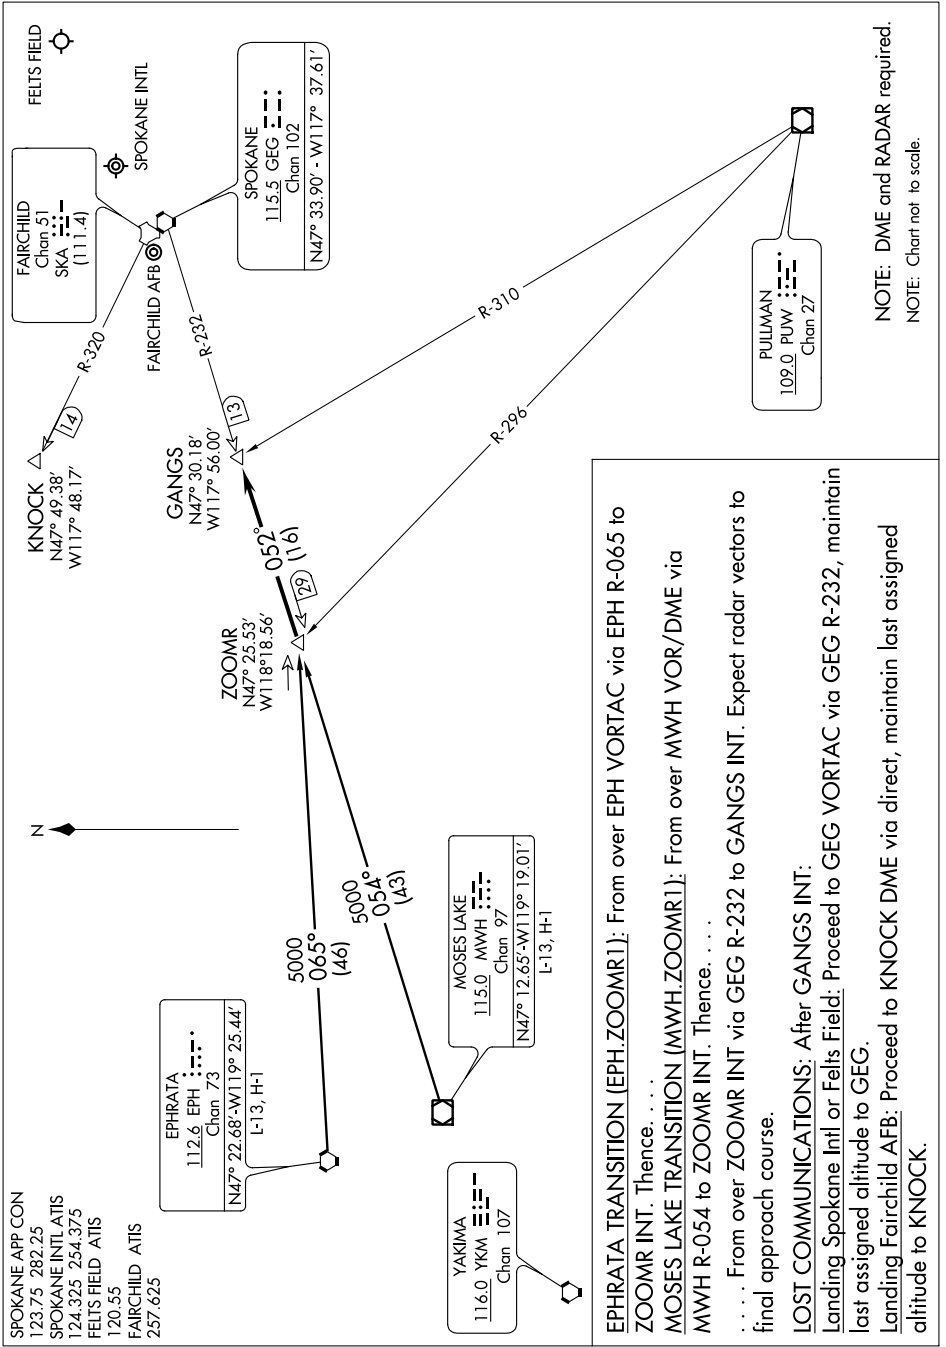 SPOKANE APP CON
123.75 282.25
SPOKANE INTL ATIS
124.325 254.375
FELTS FIELD ATIS
120.55
FAIRCHILD ATIS
257.625
N
KNOCK
N47° 49.38'
W117° 48.17'
14
R-320
FAIRCHILD
Chan 51
SKA
(111.4)
FELTS FIELD
SPOKANE INTL
FAIRCHILD AFB
SPOKANE
115.5 GEG
Chan 102
N47° 33.90' - W117° 37.61'
R-232
13
GANGS
N47° 30.18'
W117° 56.00'
052°
(16)
29
ZOOMR
N47° 25.53'
W118°18.56'
R-310
R-296
EPHRATA
112.6 EPH
Chan 73
N47° 22.68'-W119° 25.44'
L-13, H-1
5000
065°
(46)
5000
054°
(43)
MOSES LAKE
115.0 MWH
Chan 97
N47° 12.65'-W119° 19.01'
L-13, H-1
YAKIMA
116.0 YKM
Chan 107
PULLMAN
109.0 PUW
Chan 27
NOTE: DME and RADAR required.
NOTE: Chart not to scale.
EPHRATA TRANSITION (EPH.ZOOMR1): From over EPH VORTAC via EPH R-065 to
ZOOMR INT. Thence. . . .
MOSES LAKE TRANSITION (MWH.ZOOMR1): From over MWH VOR/DME via
MWH R-054 to ZOOMR INT. Thence. . . .
. . . . From over ZOOMR INT via GEG R-232 to GANGS INT. Expect radar vectors to
final approach course.
LOST COMMUNICATIONS: After GANGS INT:
Landing Spokane Intl or Felts Field: Proceed to GEG VORTAC via GEG R-232, maintain
last assigned altitude to GEG.
Landing Fairchild AFB: Proceed to KNOCK DME via direct, maintain last assigned
altitude to KNOCK.